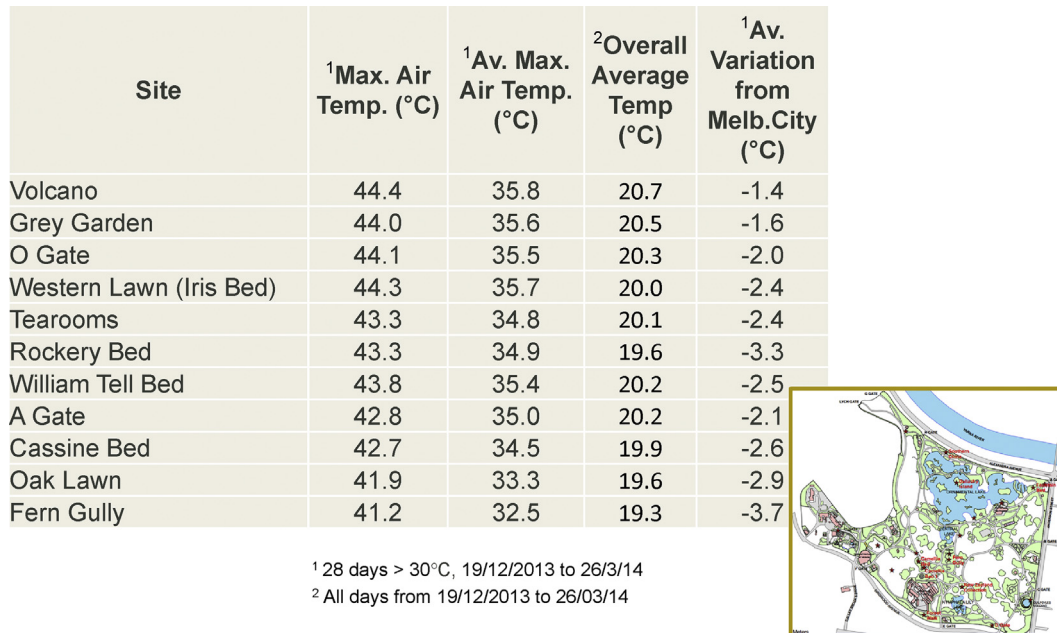 Site ¹Max. Air Temp. (°C) ¹Av. Max. Air Temp. (°C) ²Overall Average Temp (°C) ¹Av. Variation from Melb.City (°C)
Volcano 44.4 35.8 20.7 -1.4
Grey Garden 44.0 35.6 20.5 -1.6
O Gate 44.1 35.5 20.3 -2.0
Western Lawn (Iris Bed) 44.3 35.7 20.0 -2.4
Tearooms 43.3 34.8 20.1 -2.4
Rockery Bed 43.3 34.9 19.6 -3.3
William Tell Bed 43.8 35.4 20.2 -2.5
A Gate 42.8 35.0 20.2 -2.1
Cassine Bed 42.7 34.5 19.9 -2.6
Oak Lawn 41.9 33.3 19.6 -2.9
Fern Gully 41.2 32.5 19.3 -3.7
¹ 28 days > 30°C, 19/12/2013 to 26/3/14
² All days from 19/12/2013 to 26/03/14
YARRA RIVER
ORNAMENTAL LAKE